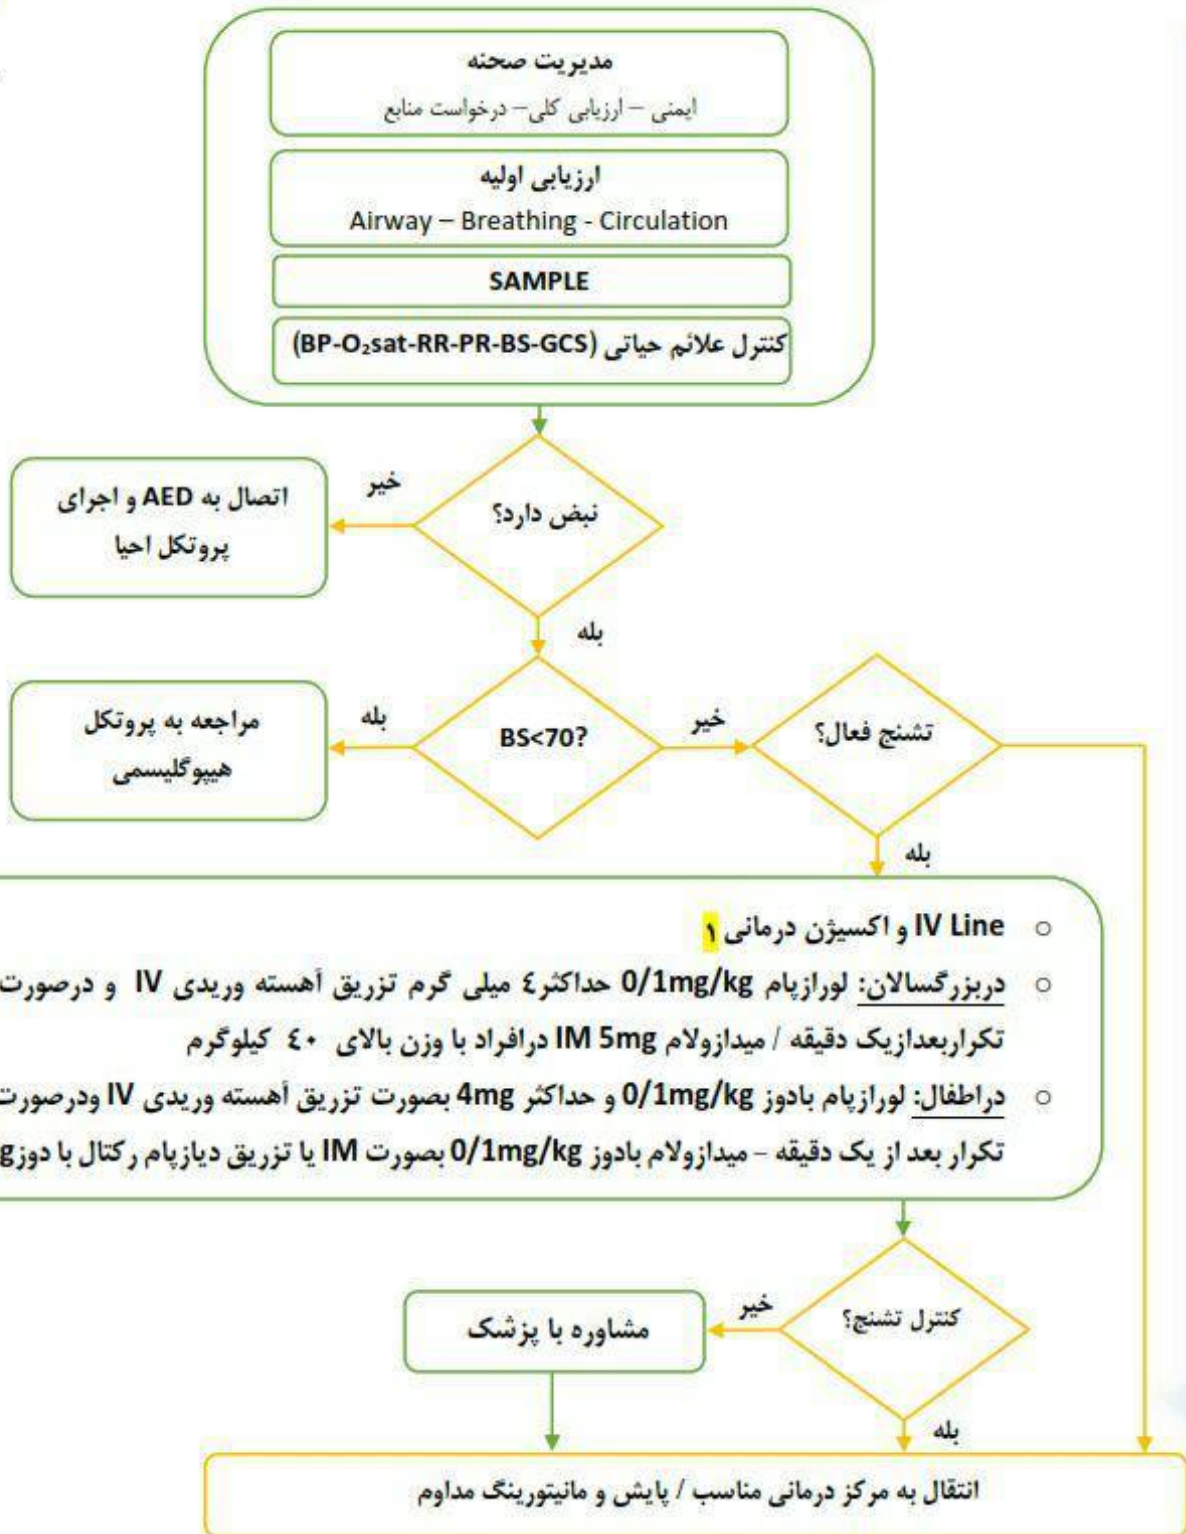 مدیریت صحنه
ایمنی – ارزیابی کلی– درخواست منابع
ارزیابی اولیه
Airway – Breathing - Circulation
SAMPLE
کنترل علائم حیاتی (BP-O₂sat-RR-PR-BS-GCS)
نبض دارد؟
خیر
اتصال به AED و اجرای
پروتکل احیا
بله
BS<70?
بله
مراجعه به پروتکل
هیپوگلیسمی
خیر
تشنج فعال؟
بله
○ IV Line و اکسیژن درمانی ۱
○ دربزرگسالان: لورازپام 0/1mg/kg حداکثر٤ میلی گرم تزریق آهسته وریدی IV و درصورت
تکراربعدازیک دقیقه / میدازولام IM 5mg درافراد با وزن بالای ٤٠ کیلوگرم
○ دراطفال: لورازپام بادوز 0/1mg/kg و حداکثر 4mg بصورت تزریق آهسته وریدی IV ودرصورت
تکرار بعد از یک دقیقه – میدازولام بادوز 0/1mg/kg بصورت IM یا تزریق دیازپام رکتال با دوز
کنترل تشنج؟
خیر
مشاوره با پزشک
بله
انتقال به مرکز درمانی مناسب / پایش و مانیتورینگ مداوم